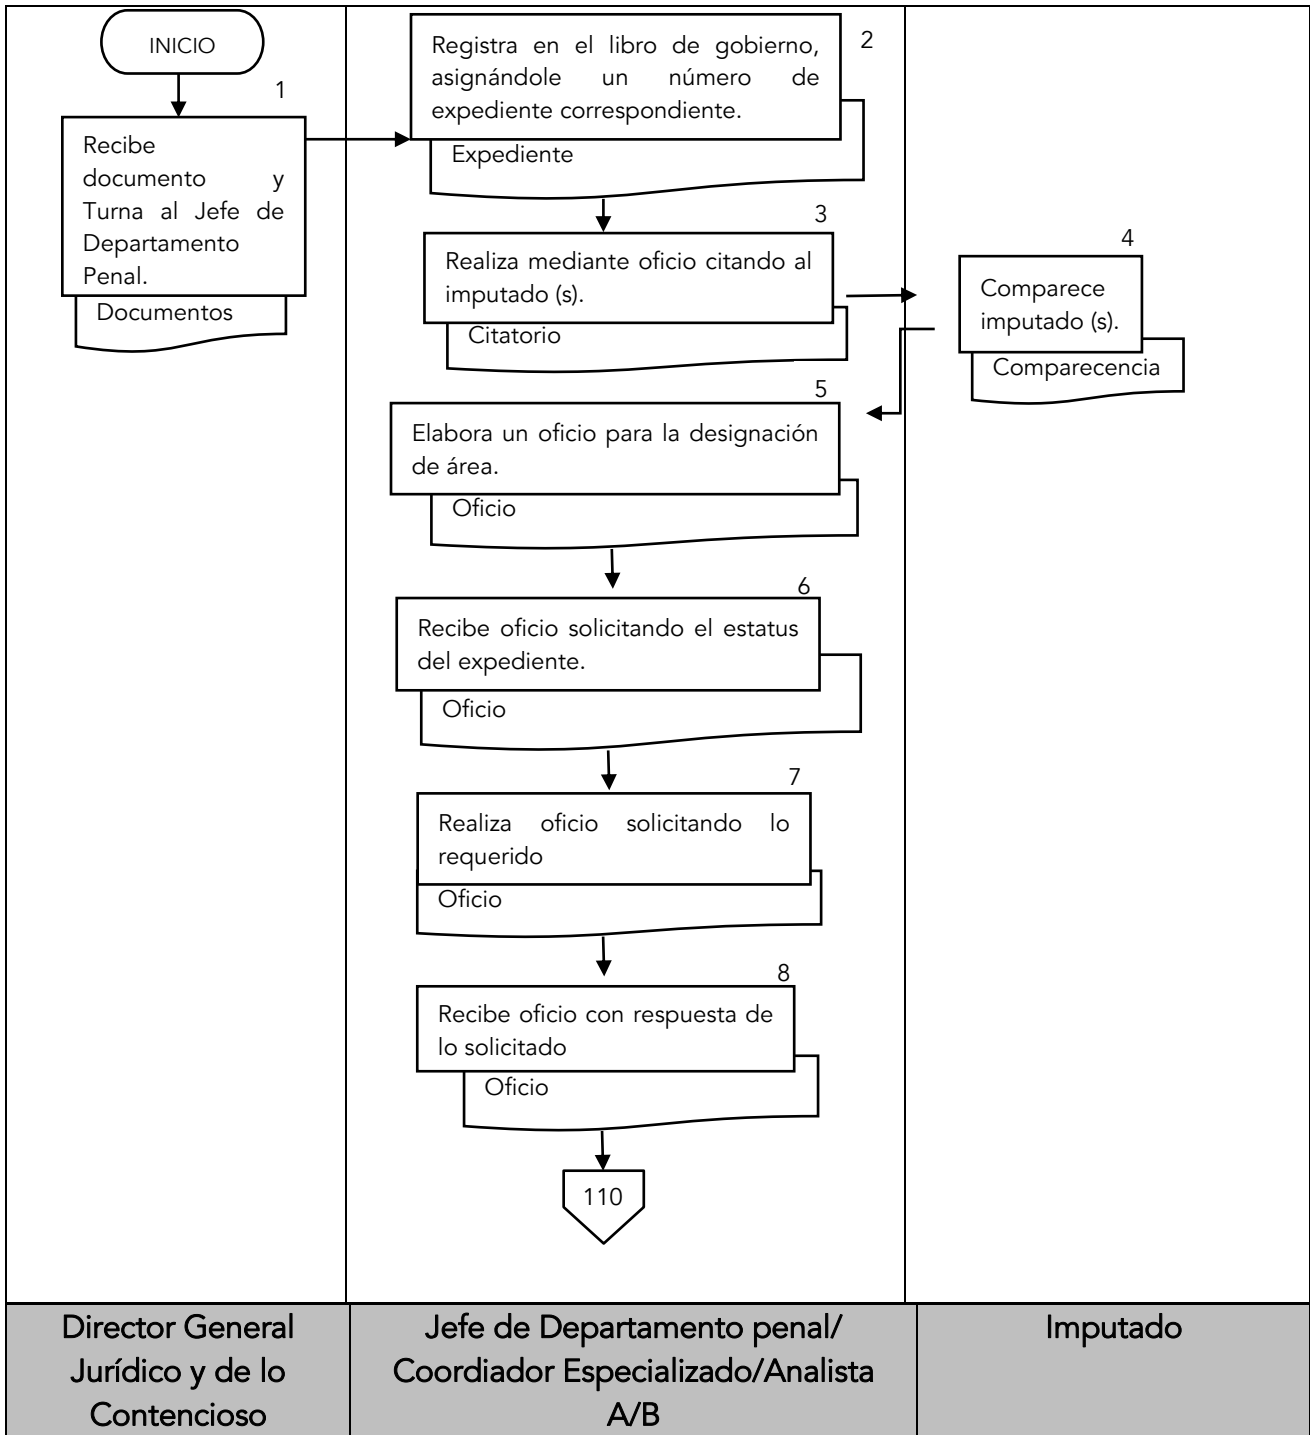 INICIO
1
Recibe
documento y
Turna al Jefe de
Departamento
Penal.
Documentos
2
Registra en el libro de gobierno,
asignándole un número de
expediente correspondiente.
Expediente
3
Realiza mediante oficio citando al
imputado (s).
Citatorio
4
Comparece
imputado (s).
Comparecencia
5
Elabora un oficio para la designación
de área.
Oficio
6
Recibe oficio solicitando el estatus
del expediente.
Oficio
7
Realiza oficio solicitando lo
requerido
Oficio
8
Recibe oficio con respuesta de
lo solicitado
Oficio
110
Director General
Jurídico y de lo
Contencioso
Jefe de Departamento penal/
Coordiador Especializado/Analista
A/B
Imputado